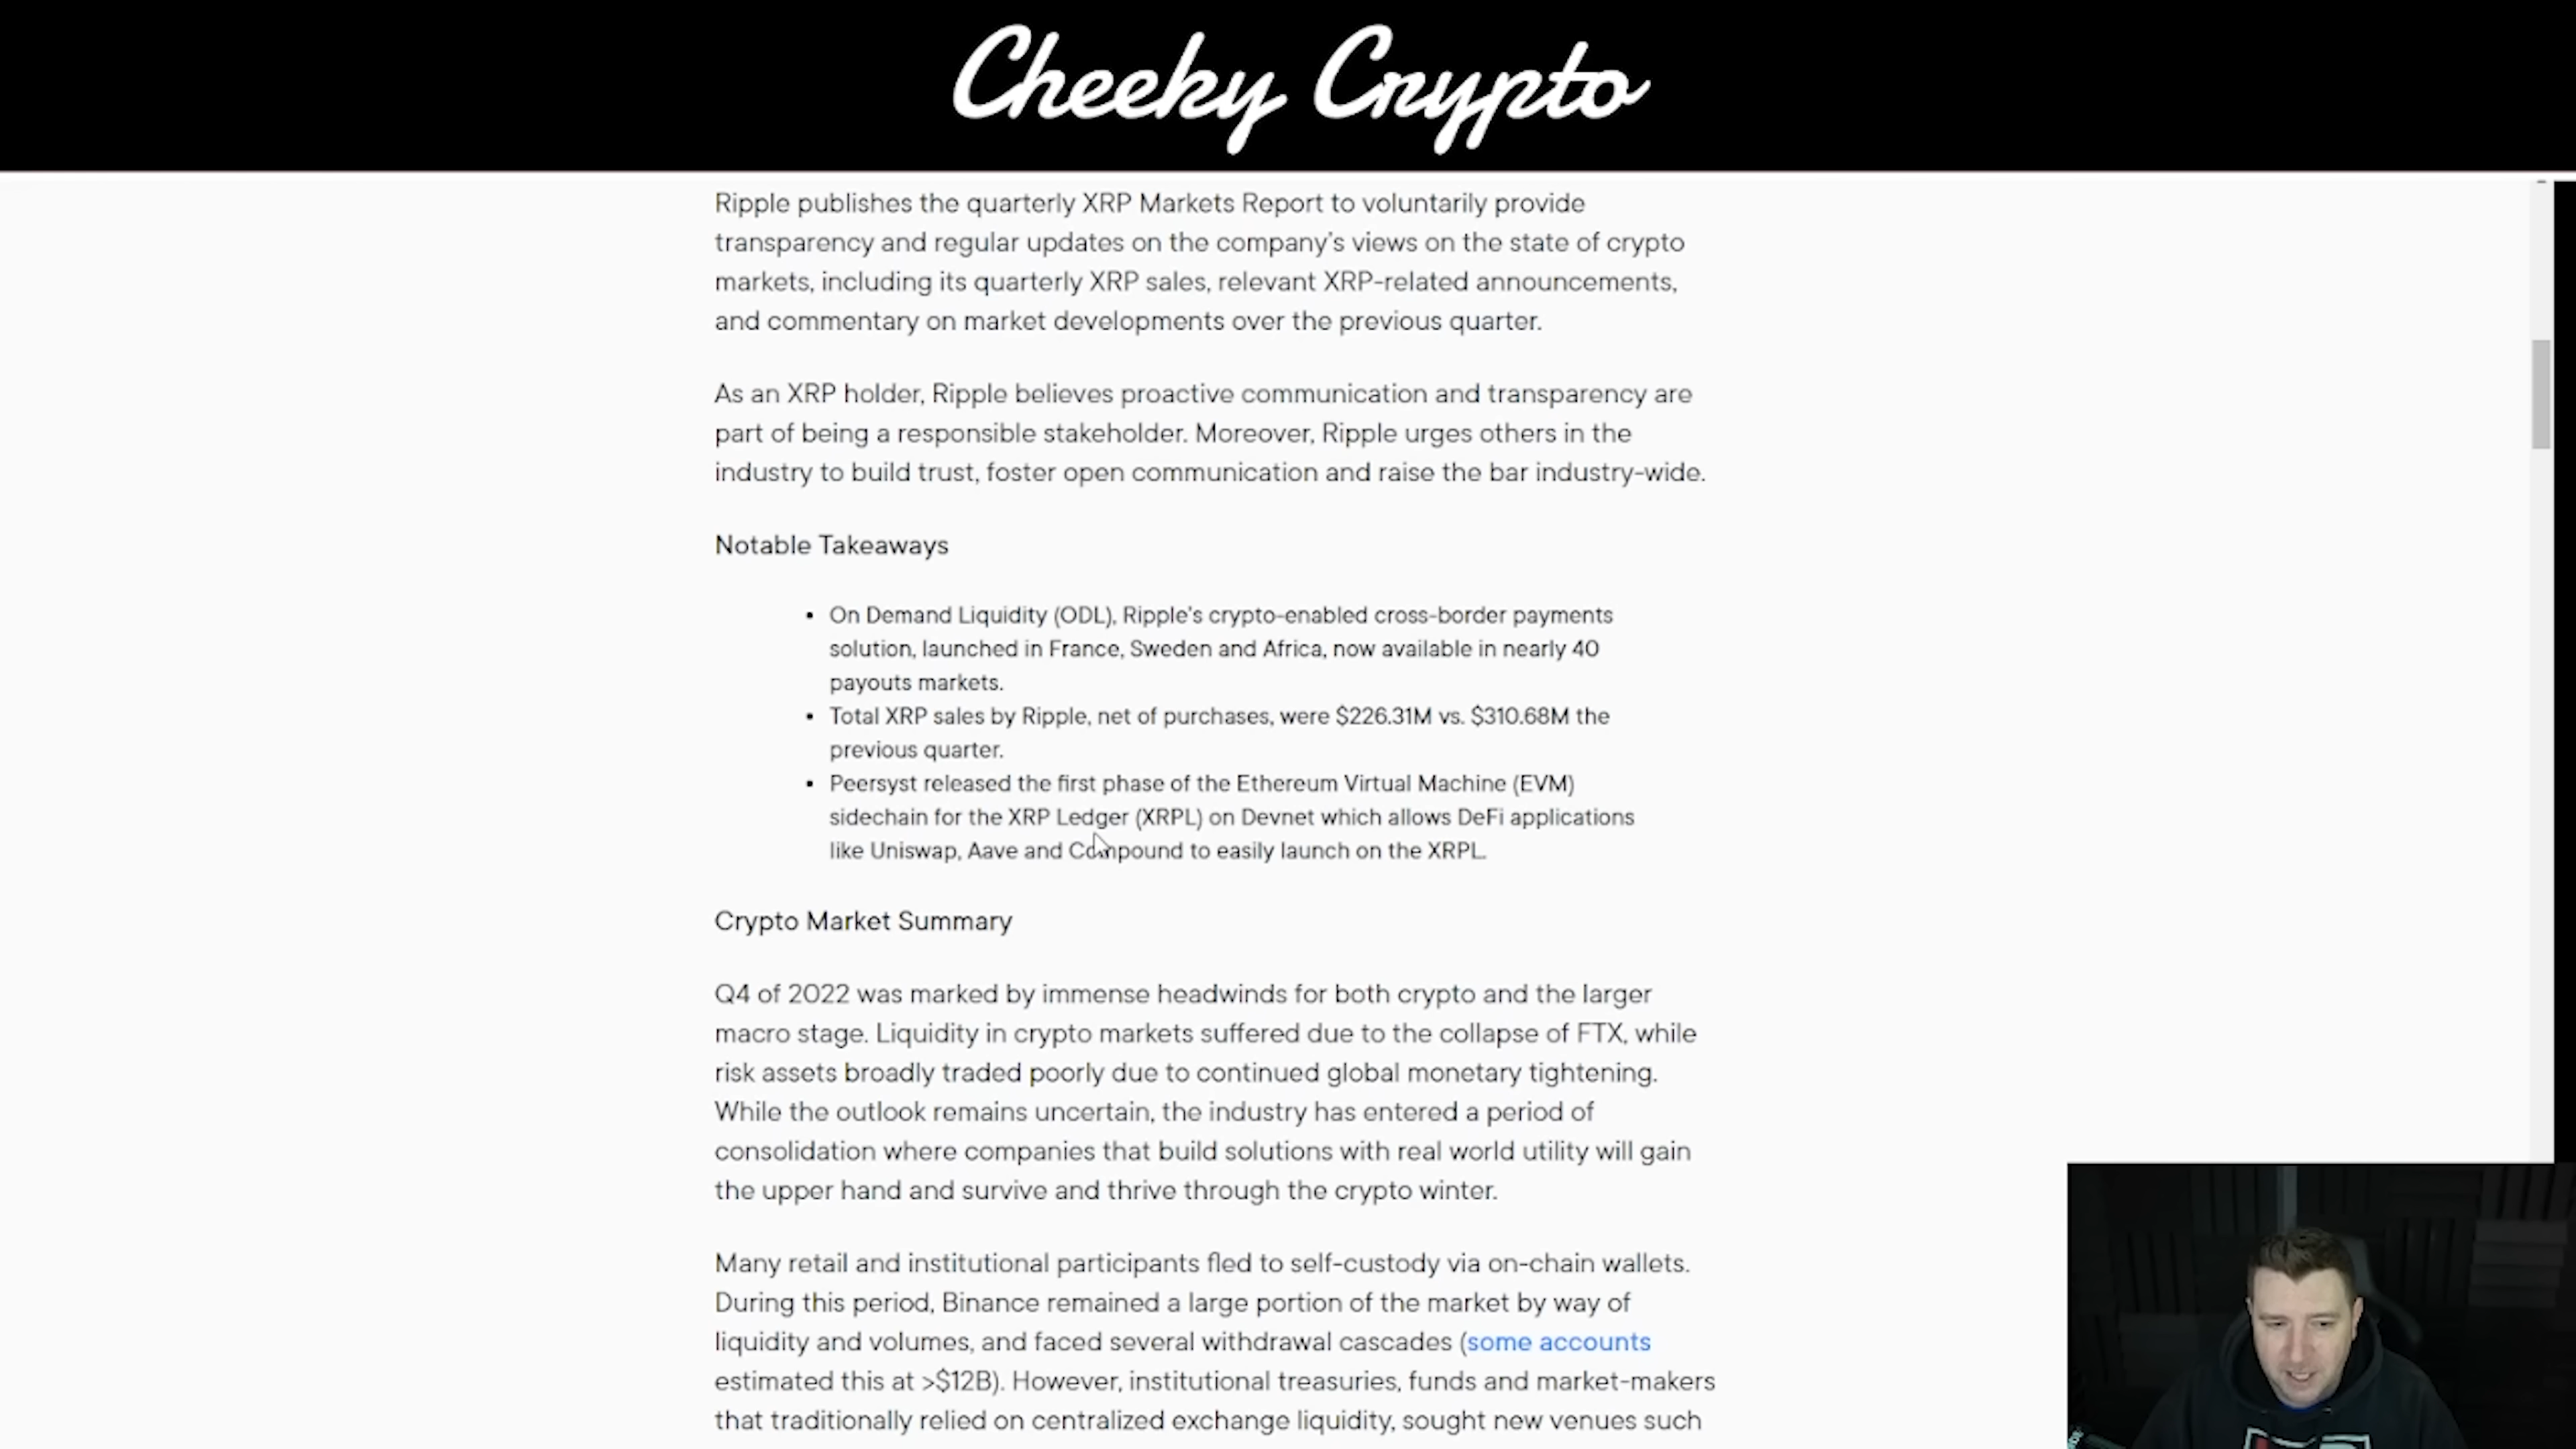 Cheeky Crypto
Ripple publishes the quarterly XRP Markets Report to voluntarily provide
transparency and regular updates on the company's views on the state of crypto
markets, including its quarterly XRP sales, relevant XRP-related announcements,
and commentary on market developments over the previous quarter.
As an XRP holder, Ripple believes proactive communication and transparency are
part of being a responsible stakeholder. Moreover, Ripple urges others in the
industry to build trust, foster open communication and raise the bar industry-wide.
Notable Takeaways
• On Demand Liquidity (ODL), Ripple's crypto-enabled cross-border payments
solution, launched in France, Sweden and Africa, now available in nearly 40
payouts markets.
• Total XRP sales by Ripple, net of purchases, were $226.31M vs. $310.68M the
previous quarter.
• Peersyst released the first phase of the Ethereum Virtual Machine (EVM)
sidechain for the XRP Ledger (XRPL) on Devnet which allows DeFi applications
like Uniswap, Aave and Compound to easily launch on the XRPL.
Crypto Market Summary
Q4 of 2022 was marked by immense headwinds for both crypto and the larger
macro stage. Liquidity in crypto markets suffered due to the collapse of FTX, while
risk assets broadly traded poorly due to continued global monetary tightening.
While the outlook remains uncertain, the industry has entered a period of
consolidation where companies that build solutions with real world utility will gain
the upper hand and survive and thrive through the crypto winter.
Many retail and institutional participants fled to self-custody via on-chain wallets.
During this period, Binance remained a large portion of the market by way of
liquidity and volumes, and faced several withdrawal cascades (some accounts
estimated this at >$12B). However, institutional treasuries, funds and market-makers
that traditionally relied on centralized exchange liquidity, sought new venues such